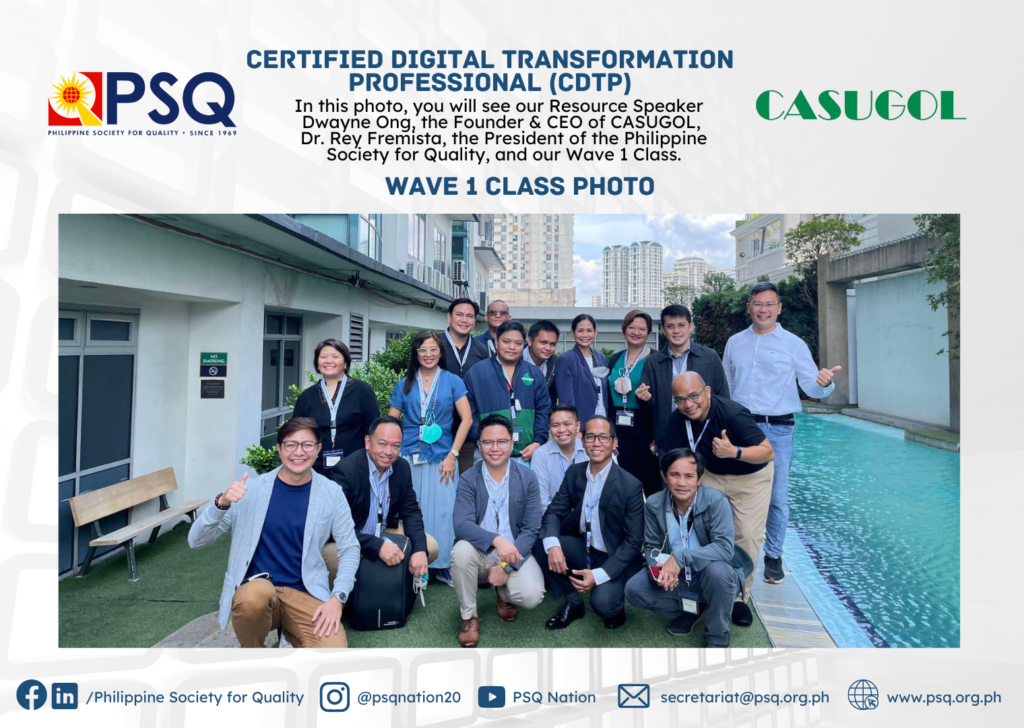 PSQ
PHILIPPINE SOCIETY FOR QUALITY • SINCE 1969
CERTIFIED DIGITAL TRANSFORMATION
PROFESSIONAL (CDTP)
In this photo, you will see our Resource Speaker
Dwayne Ong, the Founder & CEO of CASUGOL,
Dr. Rey Fremista, the President of the Philippine
Society for Quality, and our Wave 1 Class.
WAVE 1 CLASS PHOTO
CASUGOL
NO
SMOKING
/Philippine Society for Quality
@psqnation20
PSQ Nation
secretariat@psq.org.ph
www.psq.org.ph